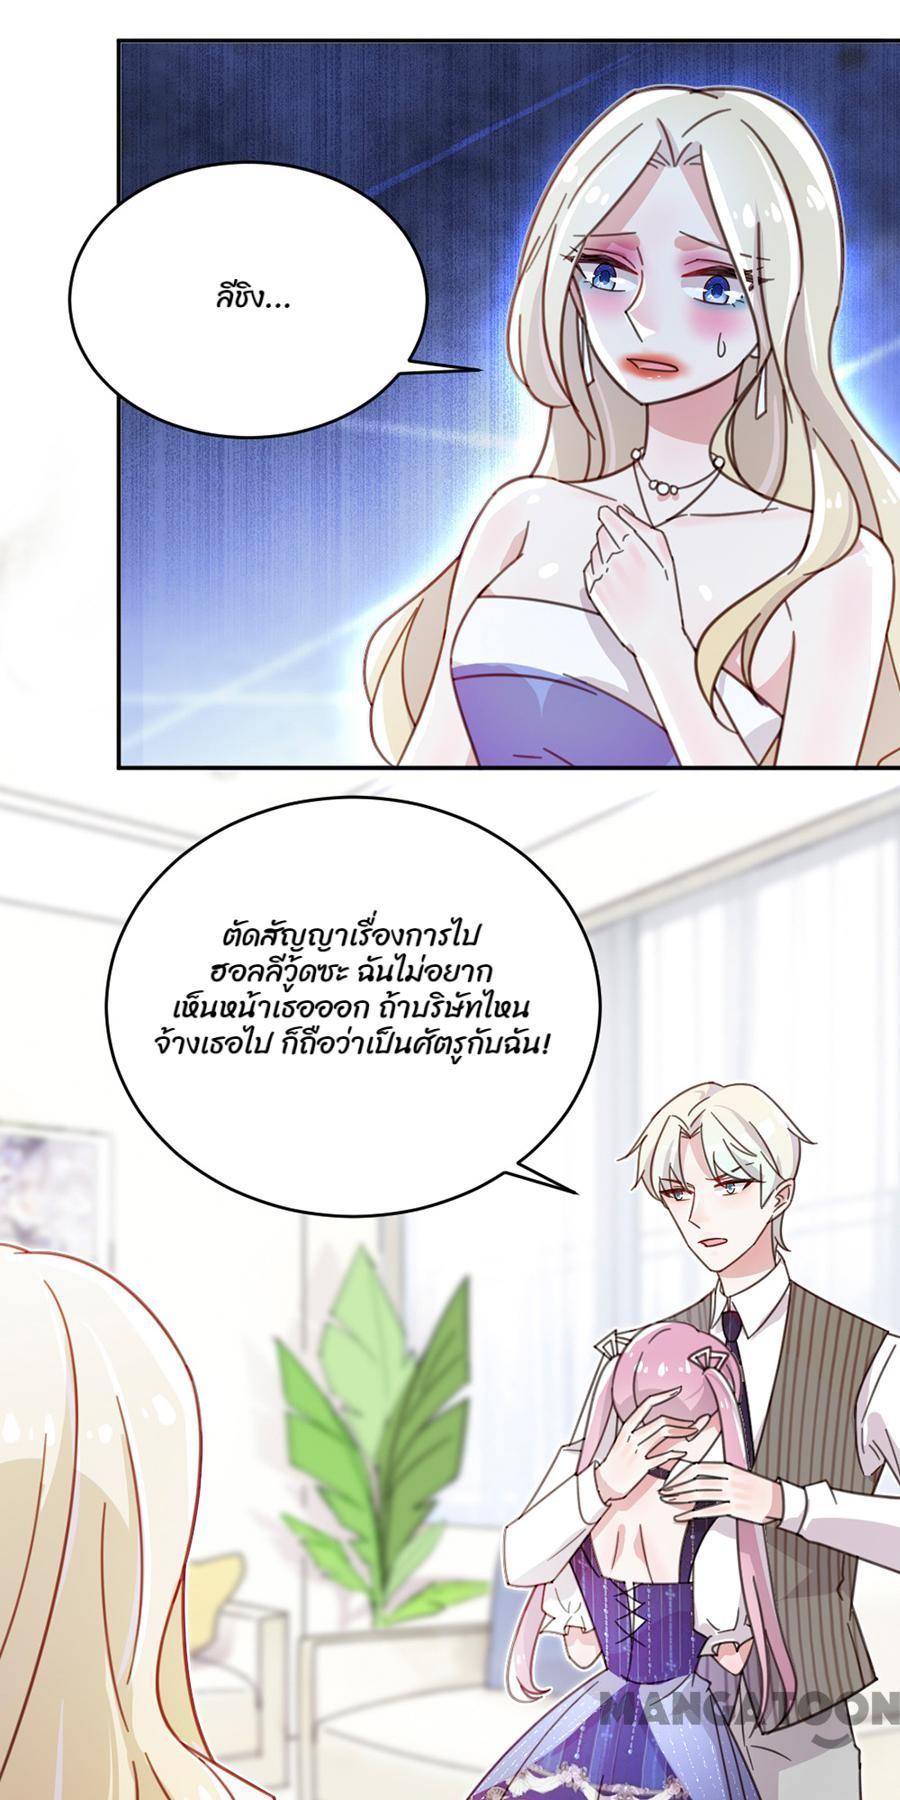 ลี่ชิง...
ตัดสัญญาเรื่องการไป
ฮอลลีวู้ดซะ ฉันไม่อยาก
เห็นหน้าเธอออก ถ้าบริษัทไหน
จ้างเธอไป ก็ถือว่าเป็นศัตรูกับฉัน!
MANGATOON